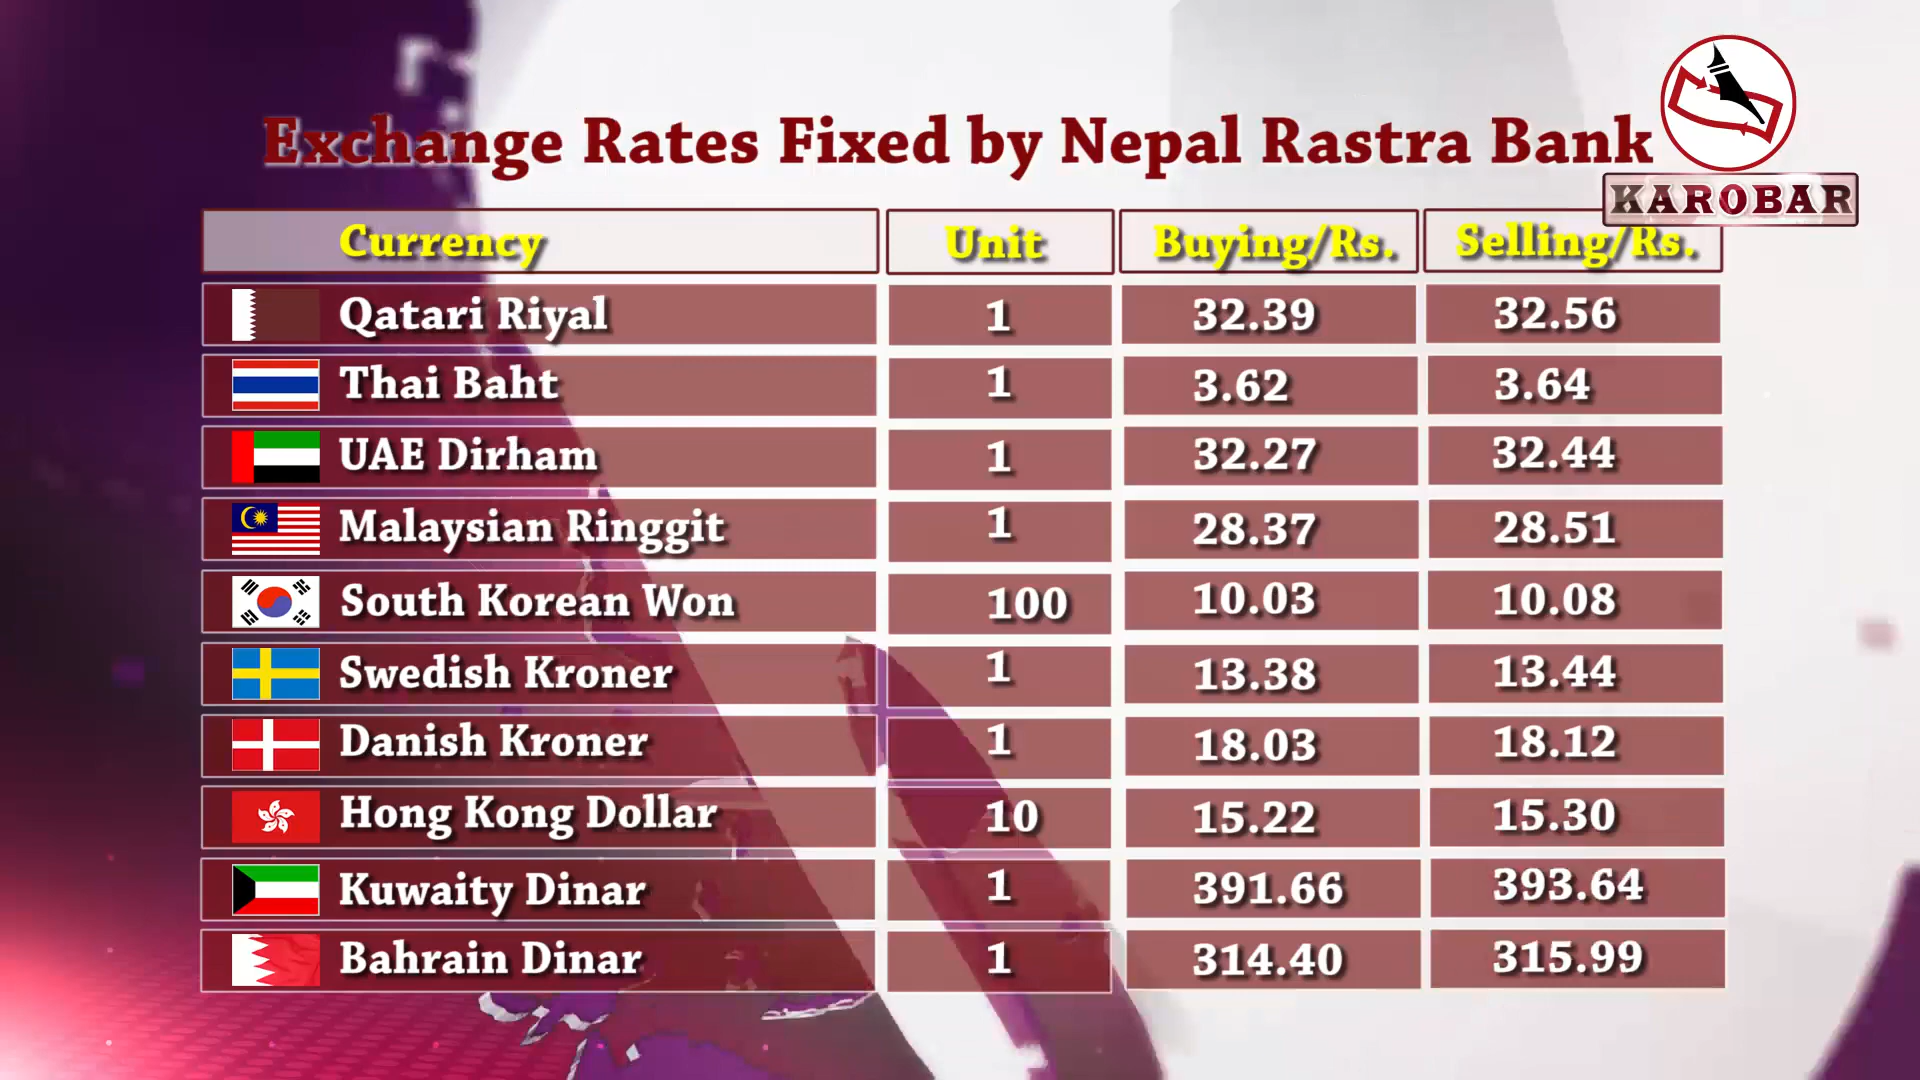 Exchange Rates Fixed by Nepal Rastra Bank
KAROBAR
Currency Unit Buying/Rs. Selling/Rs.
Qatari Riyal 1 32.39 32.56
Thai Baht 1 3.62 3.64
UAE Dirham 1 32.27 32.44
Malaysian Ringgit 1 28.37 28.51
South Korean Won 100 10.03 10.08
Swedish Kroner 1 13.38 13.44
Danish Kroner 1 18.03 18.12
Hong Kong Dollar 10 15.22 15.30
Kuwaity Dinar 1 391.66 393.64
Bahrain Dinar 1 314.40 315.99